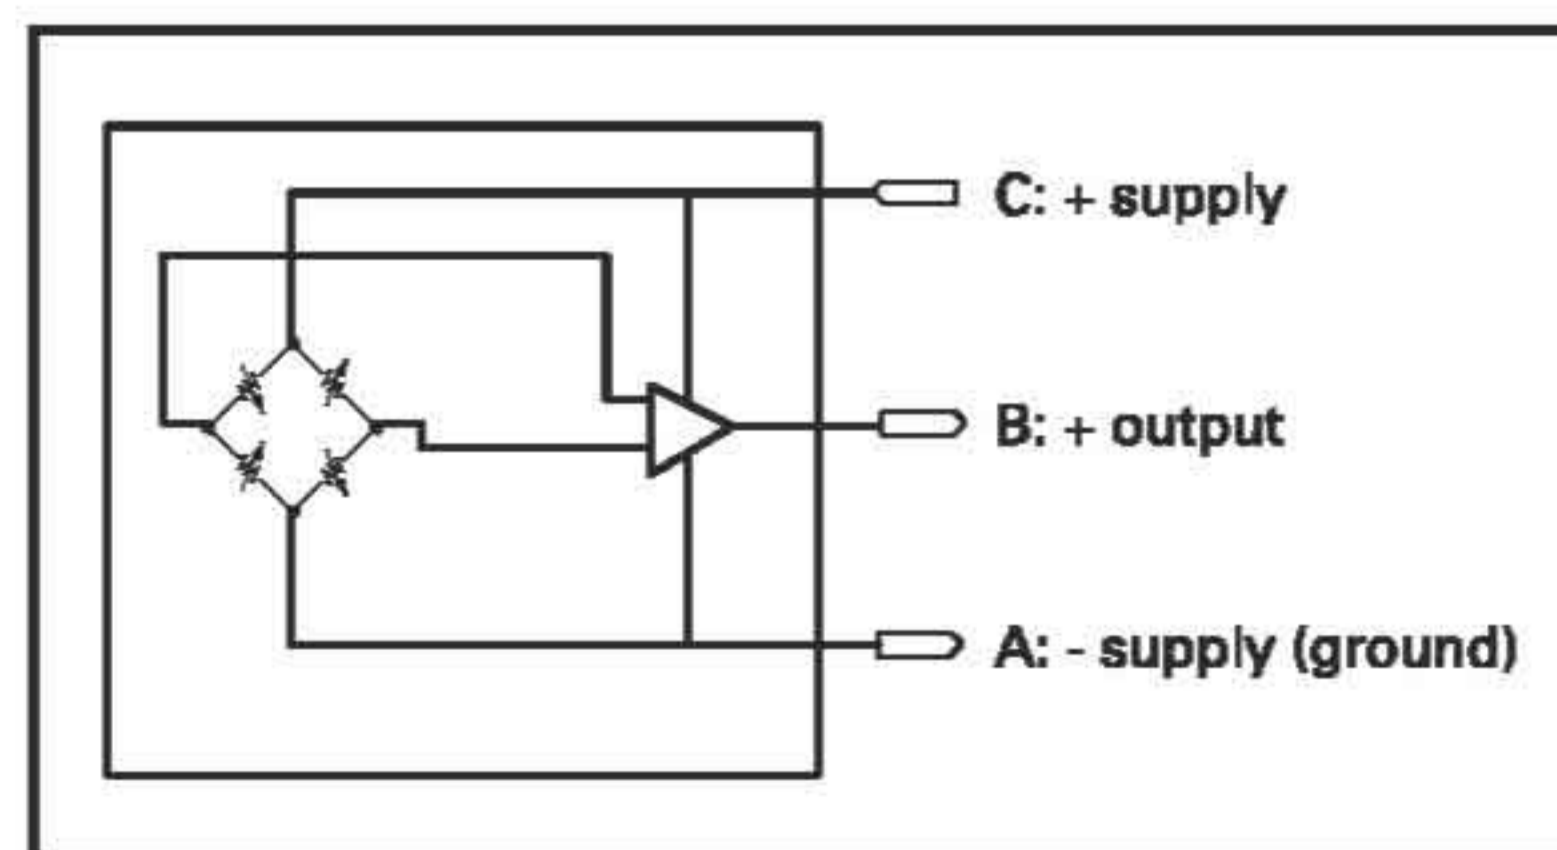 C: + supply
B: + output
A: - supply (ground)